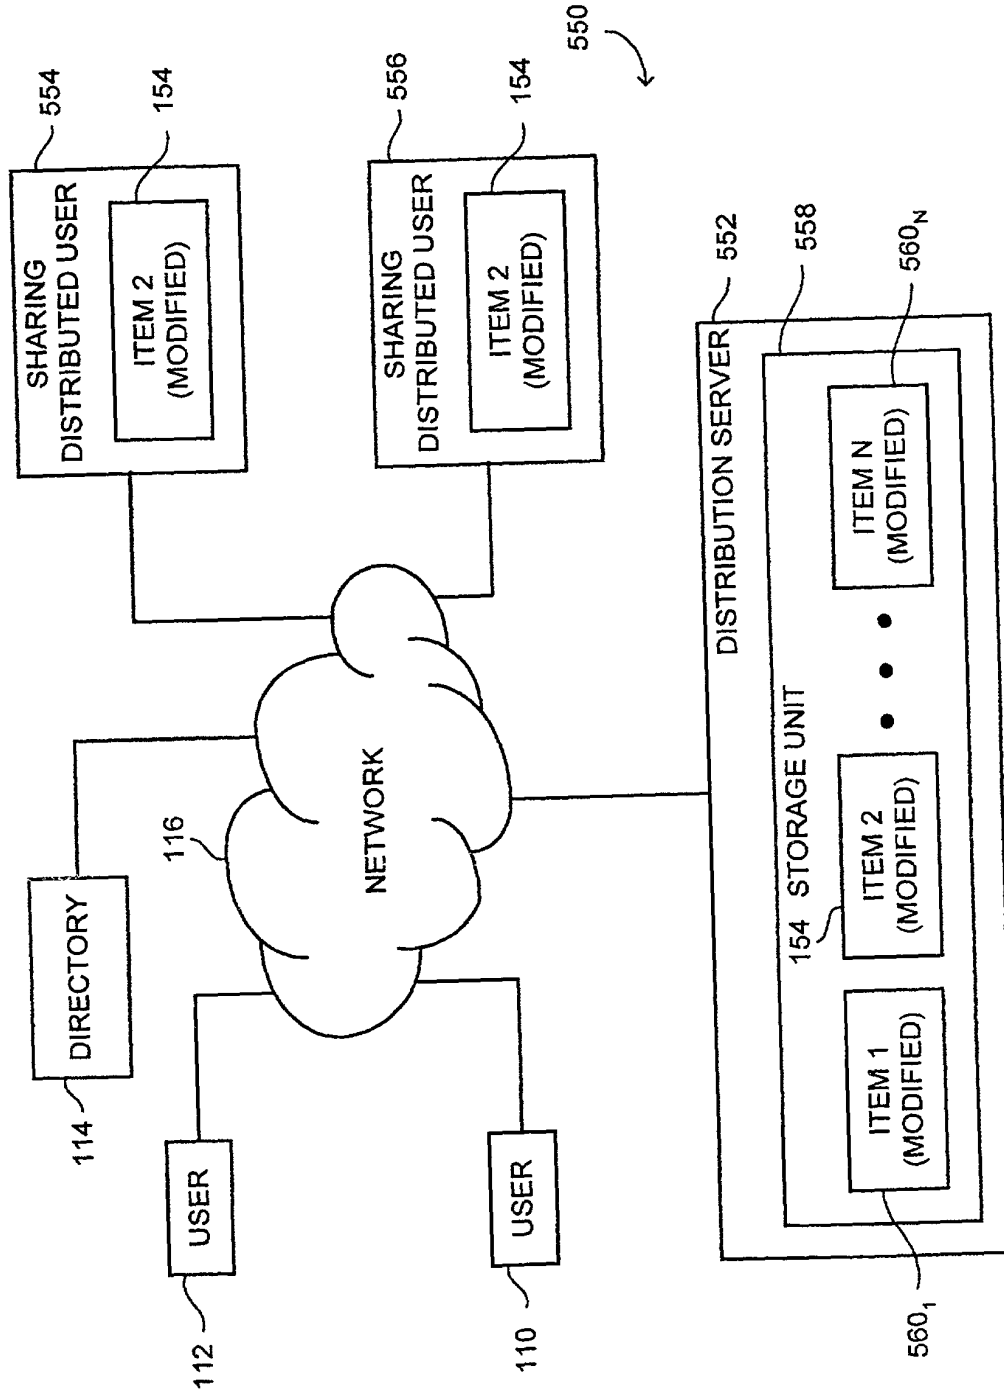 550
554
SHARING
DISTRIBUTED USER
154
ITEM 2
(MODIFIED)
556
SHARING
DISTRIBUTED USER
154
ITEM 2
(MODIFIED)
114
DIRECTORY
116
NETWORK
112
USER
110
USER
552
DISTRIBUTION SERVER
558
STORAGE UNIT
560₁
ITEM 1
(MODIFIED)
154
ITEM 2
(MODIFIED)
• • •
560N
ITEM N
(MODIFIED)